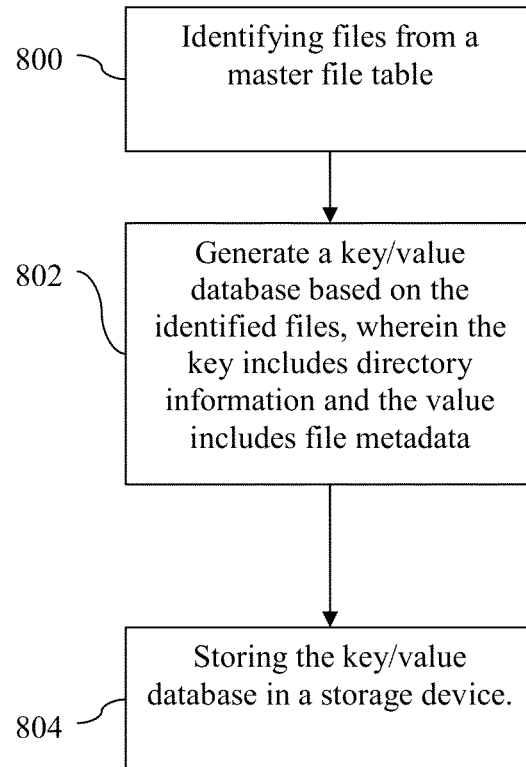 Identifying files from a
master file table
800
Generate a key/value
database based on the
identified files, wherein the
key includes directory
information and the value
includes file metadata
802
Storing the key/value
database in a storage device.
804